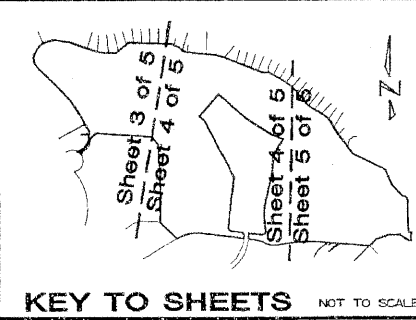 Sheet 3 of 5
Sheet 4 of 5
Sheet 4 of 5
Sheet 5 of 5
N
KEY TO SHEETS NOT TO SCALE